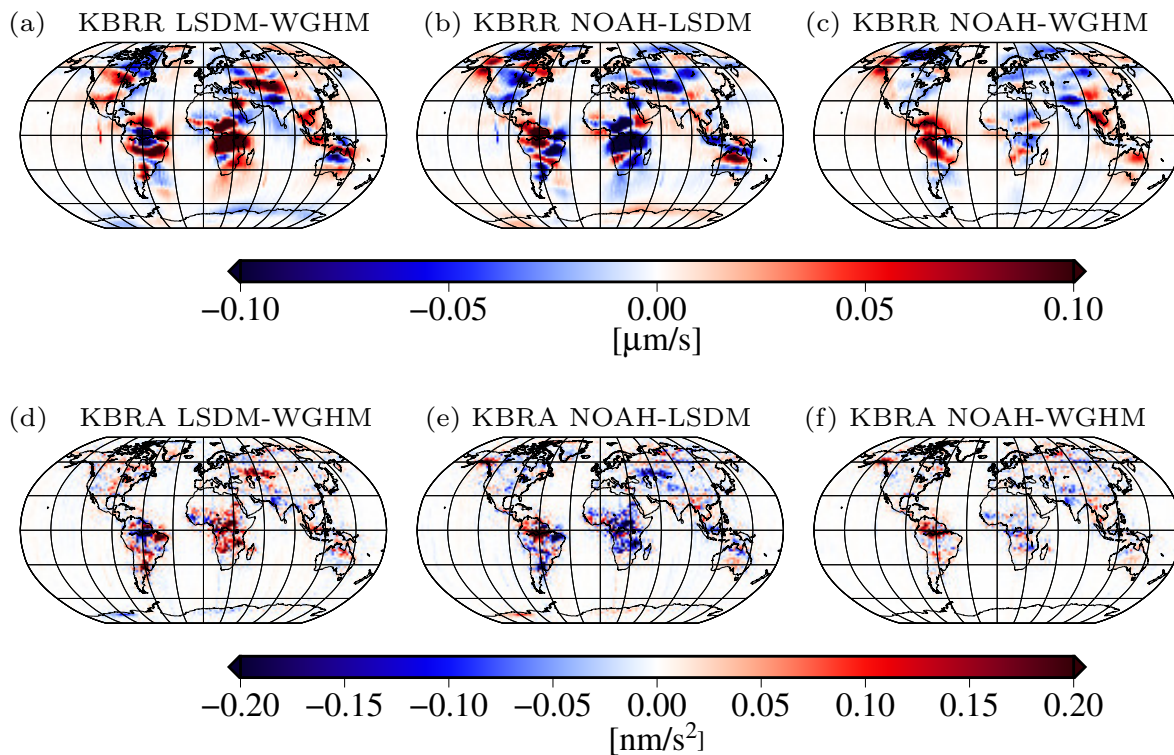 (a) KBRR LSDM-WGHM (b) KBRR NOAH-LSDM (c) KBRR NOAH-WGHM
−0.10 −0.05 0.00 0.05 0.10
[μm/s]
(d) KBRA LSDM-WGHM (e) KBRA NOAH-LSDM (f) KBRA NOAH-WGHM
−0.20 −0.15 −0.10 −0.05 0.00 0.05 0.10 0.15 0.20
[nm/s²]